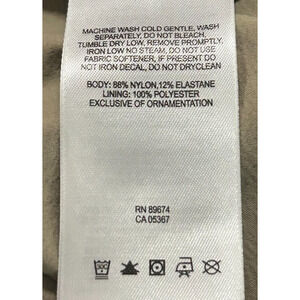 MACHINE WASH COLD GENTLE, WASH
SEPARATELY, DO NOT BLEACH,
TUMBLE DRY LOW, REMOVE PROMPTLY.
IRON LOW NO STEAM, DO NOT USE
FABRIC SOFTENER, IF SOFTENER DO
NOT IRON DECAL, DO NOT DRYCLEAN
BODY: 88% NYLON, 12% ELASTANE
LINING: 100% POLYESTER
EXCLUSIVE OF ORNAMENTATION
RN 89674
CA 05367